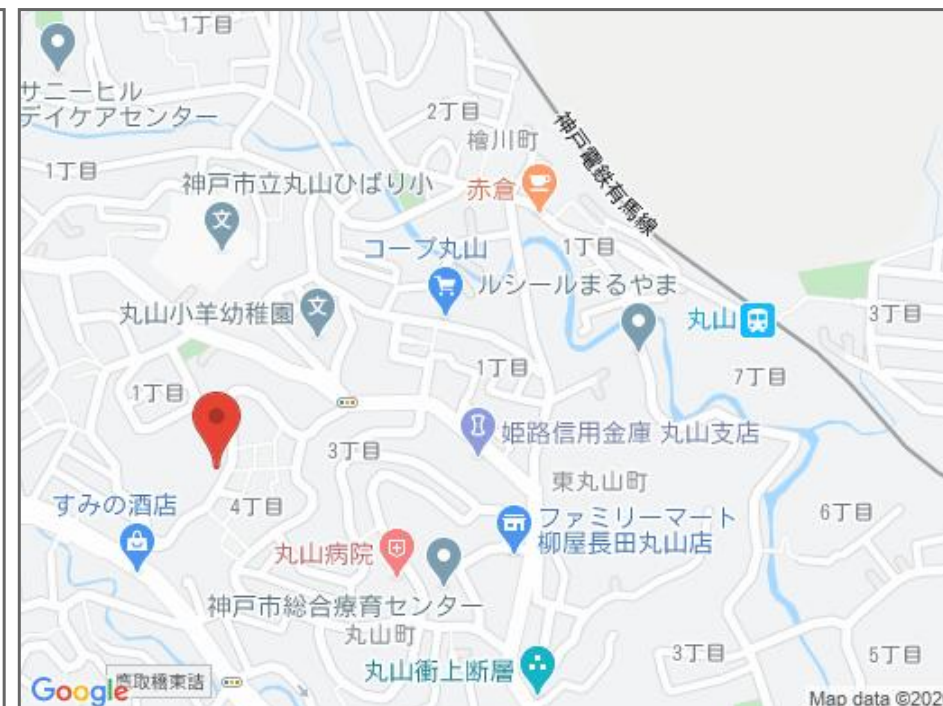 1丁目
サニーヒル
デイケアセンター
2丁目
檜川町
神戸電鉄有馬線
1丁目
神戸市立丸山ひばり小
赤倉
1丁目
コープ丸山
ルシールまるやま
丸山小羊幼稚園
丸山
3丁目
1丁目
7丁目
1丁目
姫路信用金庫 丸山支店
3丁目
東丸山町
すみの酒店
4丁目
ファミリーマート
柳屋長田丸山店
6丁目
丸山病院
神戸市総合療育センター
丸山町
丸山衝上断層
3丁目
5丁目
Google
鷹取橋東詰
Map data ©202